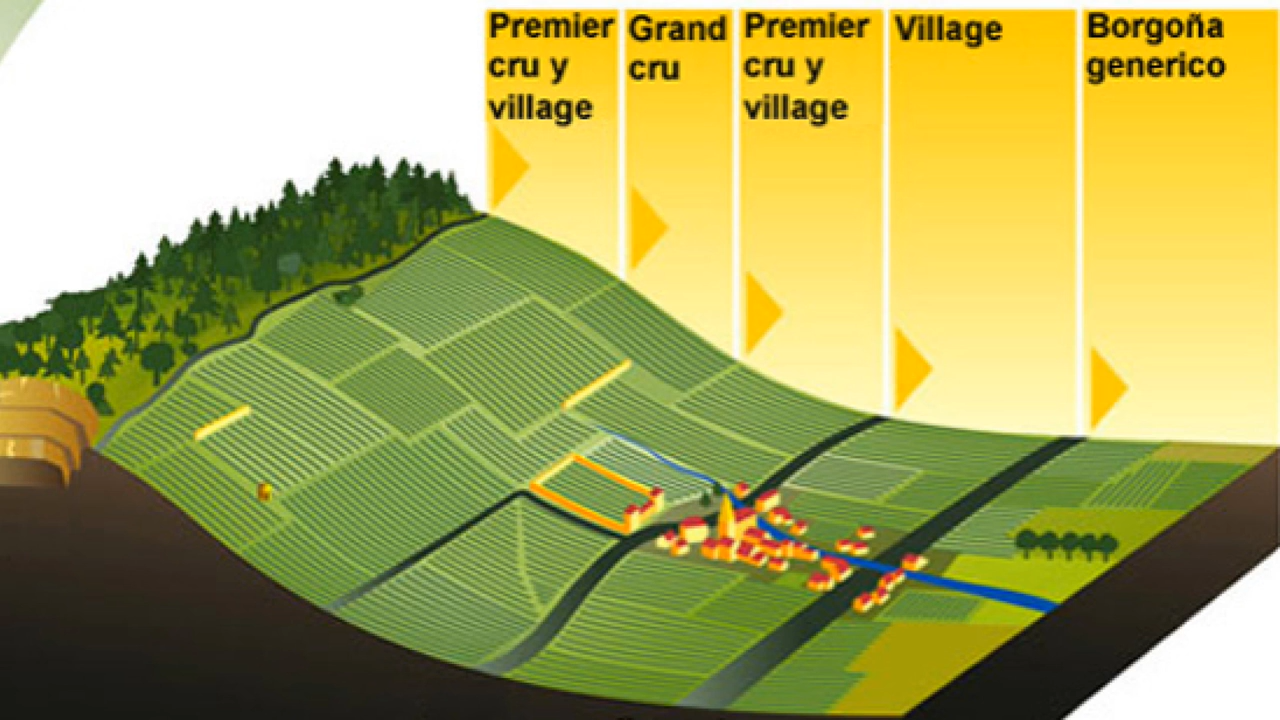 Premier
cru y
village
Grand
cru
Premier
cru y
village
Village
Borgoña
generico